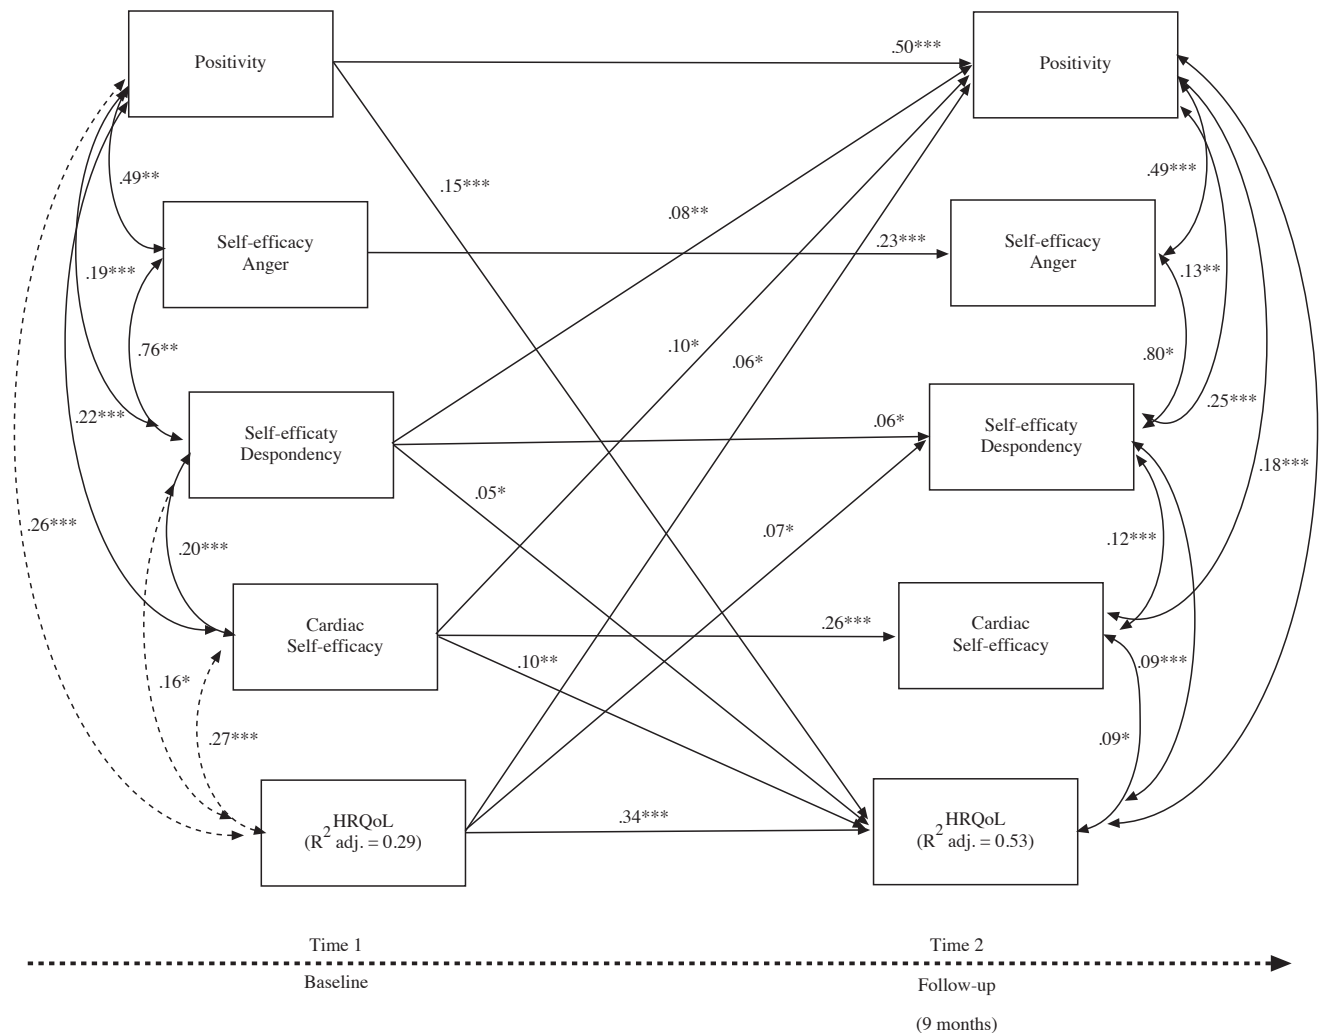 Positivity
.50***
Positivity
.49**
.15***
.08**
.49***
Self-efficacy
Anger
.23***
Self-efficacy
Anger
.19***
.13**
.76**
.10*
.06*
.80*
.22***
Self-efficaty
Despondency
.06*
Self-efficaty
Despondency
.25***
.18***
.05*
.26***
.20***
.07*
.12***
Cardiac
Self-efficacy
.26***
Cardiac
Self-efficacy
.16*
.10**
.09***
.27***
.09*
HRQoL
(R2 adj. = 0.29)
.34***
HRQoL
(R2 adj. = 0.53)
Time 1
Time 2
Baseline
Follow-up
(9 months)